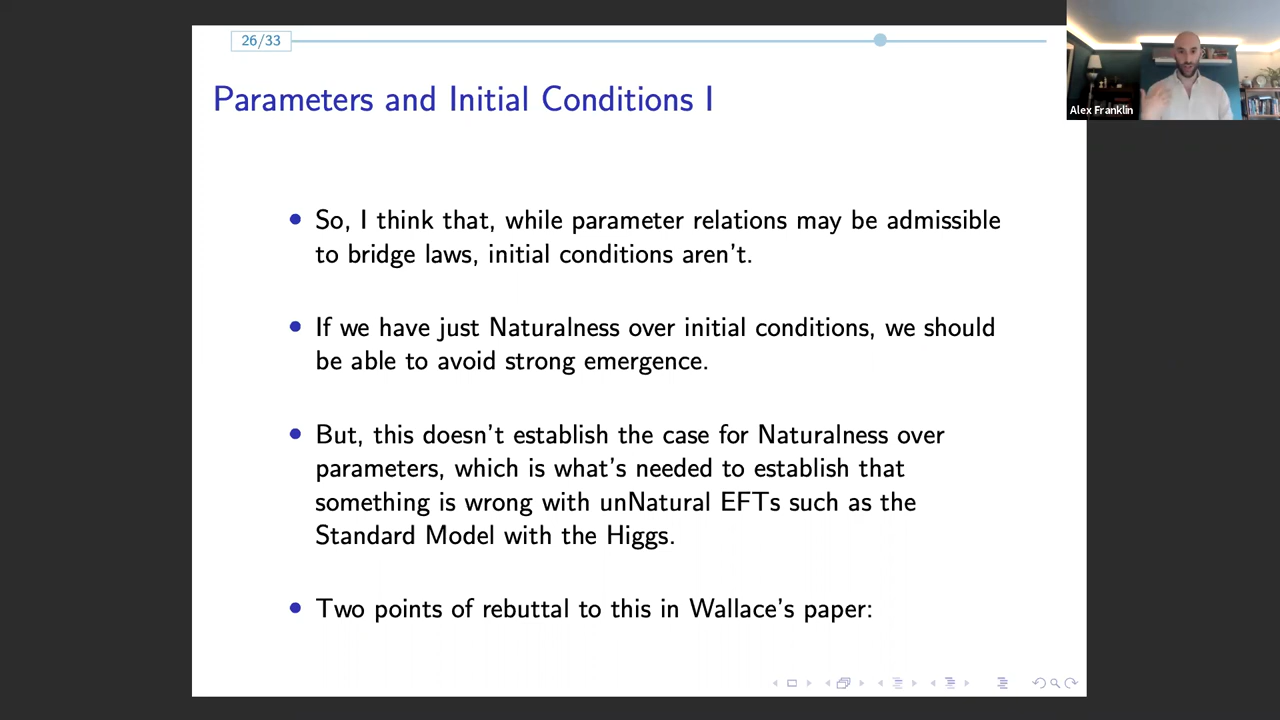 26/33
Alex Franklin
Parameters and Initial Conditions I
So, I think that, while parameter relations may be admissible
to bridge laws, initial conditions aren't.
If we have just Naturalness over initial conditions, we should
be able to avoid strong emergence.
But, this doesn't establish the case for Naturalness over
parameters, which is what's needed to establish that
something is wrong with unNatural EFTs such as the
Standard Model with the Higgs.
Two points of rebuttal to this in Wallace's paper: